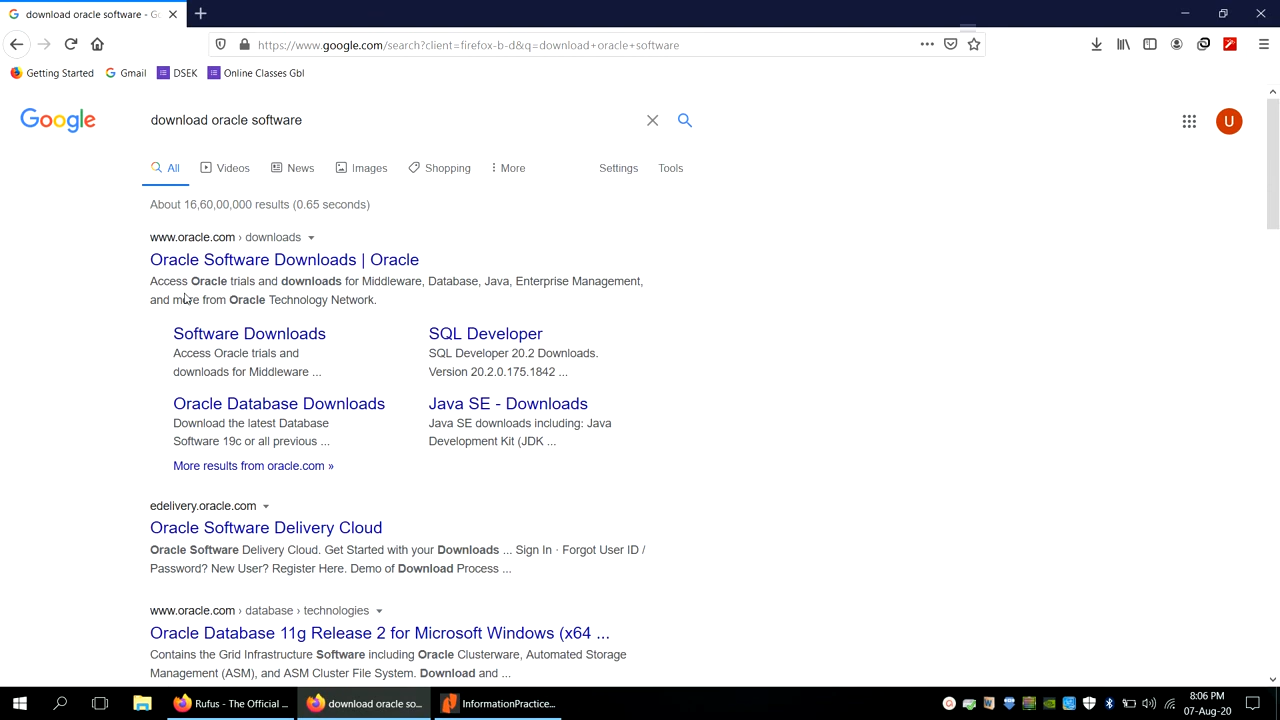 download oracle software - Go
https://www.google.com/search?client=firefox-b-d&q=download+oracle+software
Getting Started
Gmail
DSEK
Online Classes Gbl
Google
download oracle software
U
All
Videos
News
Images
Shopping
More
Settings
Tools
About 16,60,00,000 results (0.65 seconds)
www.oracle.com › downloads
Oracle Software Downloads | Oracle
Access Oracle trials and downloads for Middleware, Database, Java, Enterprise Management,
and more from Oracle Technology Network.
Software Downloads
Access Oracle trials and
downloads for Middleware ...
SQL Developer
SQL Developer 20.2 Downloads.
Version 20.2.0.175.1842 ...
Oracle Database Downloads
Download the latest Database
Software 19c or all previous ...
Java SE - Downloads
Java SE downloads including: Java
Development Kit (JDK ...
More results from oracle.com »
edelivery.oracle.com
Oracle Software Delivery Cloud
Oracle Software Delivery Cloud. Get Started with your Downloads ... Sign In · Forgot User ID /
Password? New User? Register Here. Demo of Download Process ...
www.oracle.com › database › technologies
Oracle Database 11g Release 2 for Microsoft Windows (x64 ...
Contains the Grid Infrastructure Software including Oracle Clusterware, Automated Storage
Management (ASM), and ASM Cluster File System. Download and ...
Rufus - The Official ...
download oracle so...
InformationPractice...
8:06 PM
07-Aug-20